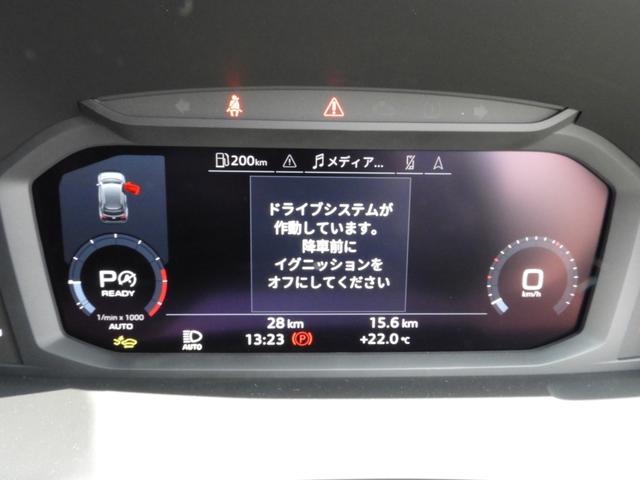 200km
メディア...
ドライブシステムが
作動しています。
降車前に
イグニッションを
オフにしてください
P
READY
1/min x 1000
AUTO
0
km/h
28 km
15.6 km
AUTO
13:23
P
+22.0 °C